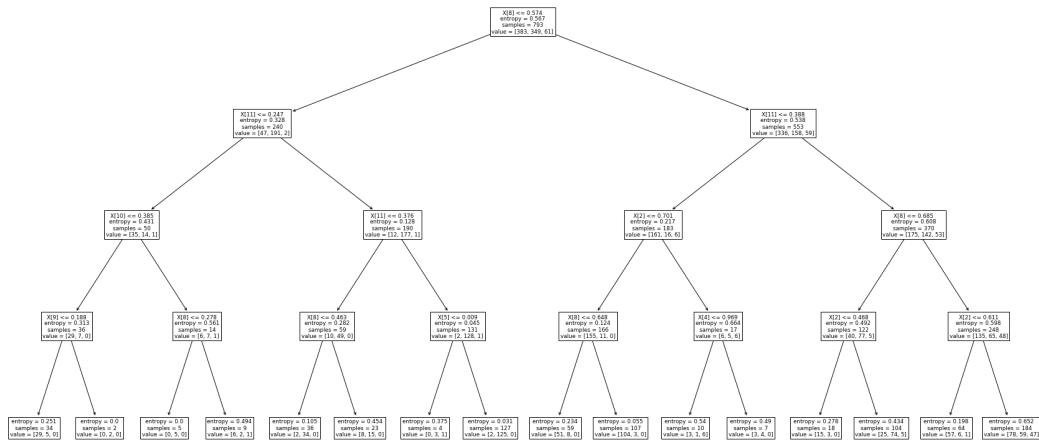 X[8] <= 0.574
entropy = 0.567
samples = 793
value = [383, 349, 61]
X[11] <= 0.247
entropy = 0.328
samples = 240
value = [47, 191, 2]
X[11] <= 0.388
entropy = 0.538
samples = 553
value = [336, 158, 59]
X[10] <= 0.385
entropy = 0.431
samples = 50
value = [35, 14, 1]
X[11] <= 0.376
entropy = 0.128
samples = 190
value = [12, 177, 1]
X[2] <= 0.701
entropy = 0.217
samples = 183
value = [161, 16, 6]
X[8] <= 0.685
entropy = 0.608
samples = 370
value = [175, 142, 53]
X[9] <= 0.188
entropy = 0.313
samples = 36
value = [29, 7, 0]
X[8] <= 0.278
entropy = 0.561
samples = 14
value = [6, 7, 1]
X[8] <= 0.463
entropy = 0.282
samples = 59
value = [10, 49, 0]
X[5] <= 0.009
entropy = 0.045
samples = 131
value = [2, 128, 1]
X[8] <= 0.648
entropy = 0.124
samples = 166
value = [155, 11, 0]
X[4] <= 0.969
entropy = 0.664
samples = 17
value = [6, 5, 6]
X[2] <= 0.468
entropy = 0.492
samples = 122
value = [40, 77, 5]
X[2] <= 0.611
entropy = 0.598
samples = 248
value = [135, 65, 48]
entropy = 0.251
samples = 34
value = [29, 5, 0]
entropy = 0.0
samples = 2
value = [0, 2, 0]
entropy = 0.0
samples = 5
value = [0, 5, 0]
entropy = 0.494
samples = 9
value = [6, 2, 1]
entropy = 0.105
samples = 36
value = [2, 34, 0]
entropy = 0.454
samples = 23
value = [8, 15, 0]
entropy = 0.375
samples = 4
value = [0, 3, 1]
entropy = 0.031
samples = 127
value = [2, 125, 0]
entropy = 0.234
samples = 59
value = [51, 8, 0]
entropy = 0.055
samples = 107
value = [104, 3, 0]
entropy = 0.54
samples = 10
value = [3, 1, 6]
entropy = 0.49
samples = 7
value = [3, 4, 0]
entropy = 0.278
samples = 18
value = [15, 3, 0]
entropy = 0.434
samples = 104
value = [25, 74, 5]
entropy = 0.198
samples = 64
value = [57, 6, 1]
entropy = 0.652
samples = 184
value = [78, 59, 47]